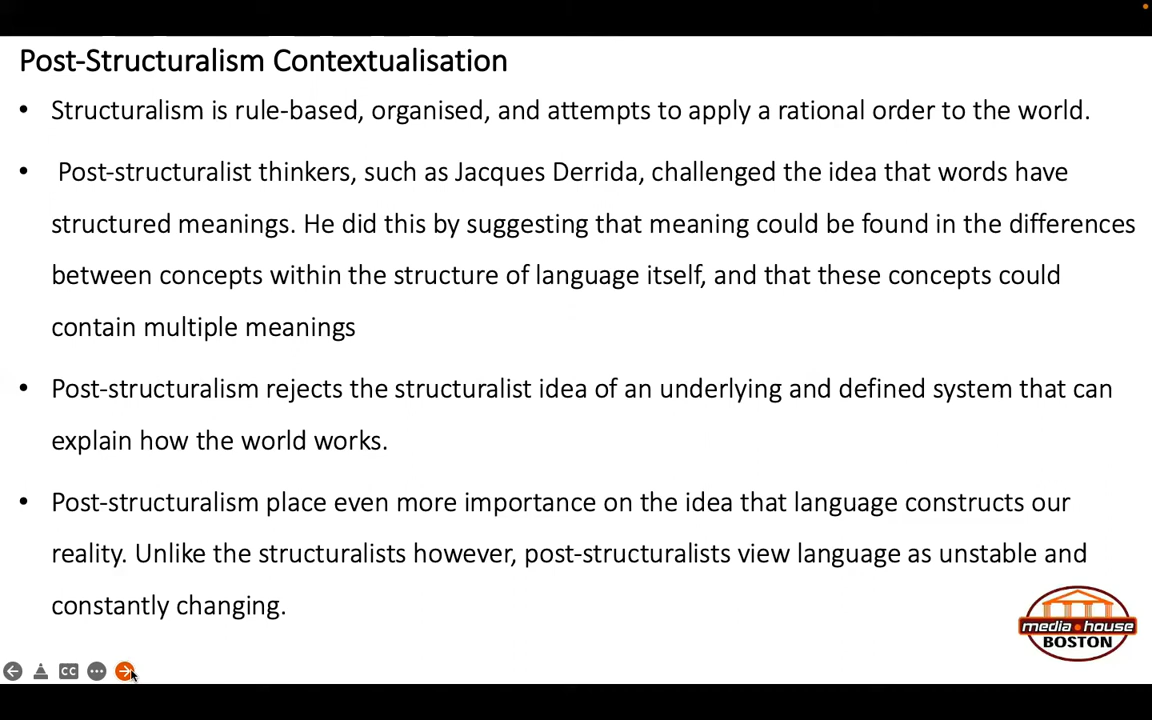 Post-Structuralism Contextualisation
• Structuralism is rule-based, organised, and attempts to apply a rational order to the world.
• Post-structuralist thinkers, such as Jacques Derrida, challenged the idea that words have
structured meanings. He did this by suggesting that meaning could be found in the differences
between concepts within the structure of language itself, and that these concepts could
contain multiple meanings
• Post-structuralism rejects the structuralist idea of an underlying and defined system that can
explain how the world works.
• Post-structuralism place even more importance on the idea that language constructs our
reality. Unlike the structuralists however, post-structuralists view language as unstable and
constantly changing.
media house
BOSTON
CC